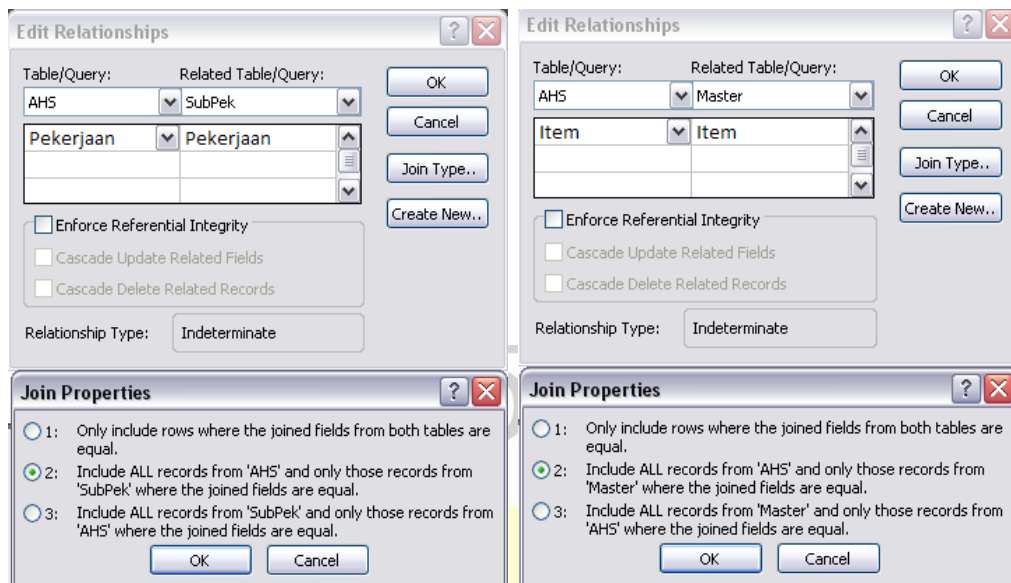 Edit Relationships
Table/Query: Related Table/Query:
AHS SubPek
Pekerjaan Pekerjaan
OK
Cancel
Join Type..
Create New..
Enforce Referential Integrity
Cascade Update Related Fields
Cascade Delete Related Records
Relationship Type: Indeterminate
Join Properties
1: Only include rows where the joined fields from both tables are
equal.
2: Include ALL records from 'AHS' and only those records from
'SubPek' where the joined fields are equal.
3: Include ALL records from 'SubPek' and only those records from
'AHS' where the joined fields are equal.
OK Cancel
Edit Relationships
Table/Query: Related Table/Query:
AHS Master
Item Item
OK
Cancel
Join Type..
Create New..
Enforce Referential Integrity
Cascade Update Related Fields
Cascade Delete Related Records
Relationship Type: Indeterminate
Join Properties
1: Only include rows where the joined fields from both tables are
equal.
2: Include ALL records from 'AHS' and only those records from
'Master' where the joined fields are equal.
3: Include ALL records from 'Master' and only those records from
'AHS' where the joined fields are equal.
OK Cancel